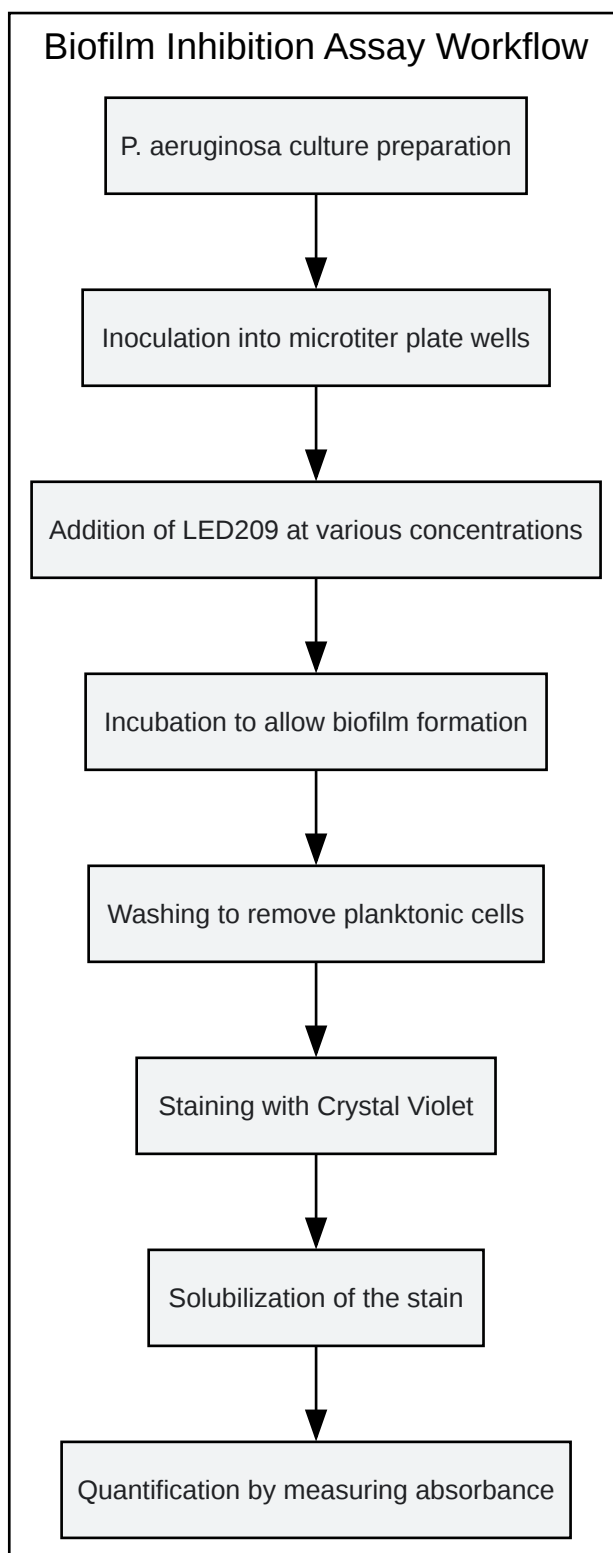 Biofilm Inhibition Assay Workflow
P. aeruginosa culture preparation
Inoculation into microtiter plate wells
Addition of LED209 at various concentrations
Incubation to allow biofilm formation
Washing to remove planktonic cells
Staining with Crystal Violet
Solubilization of the stain
Quantification by measuring absorbance